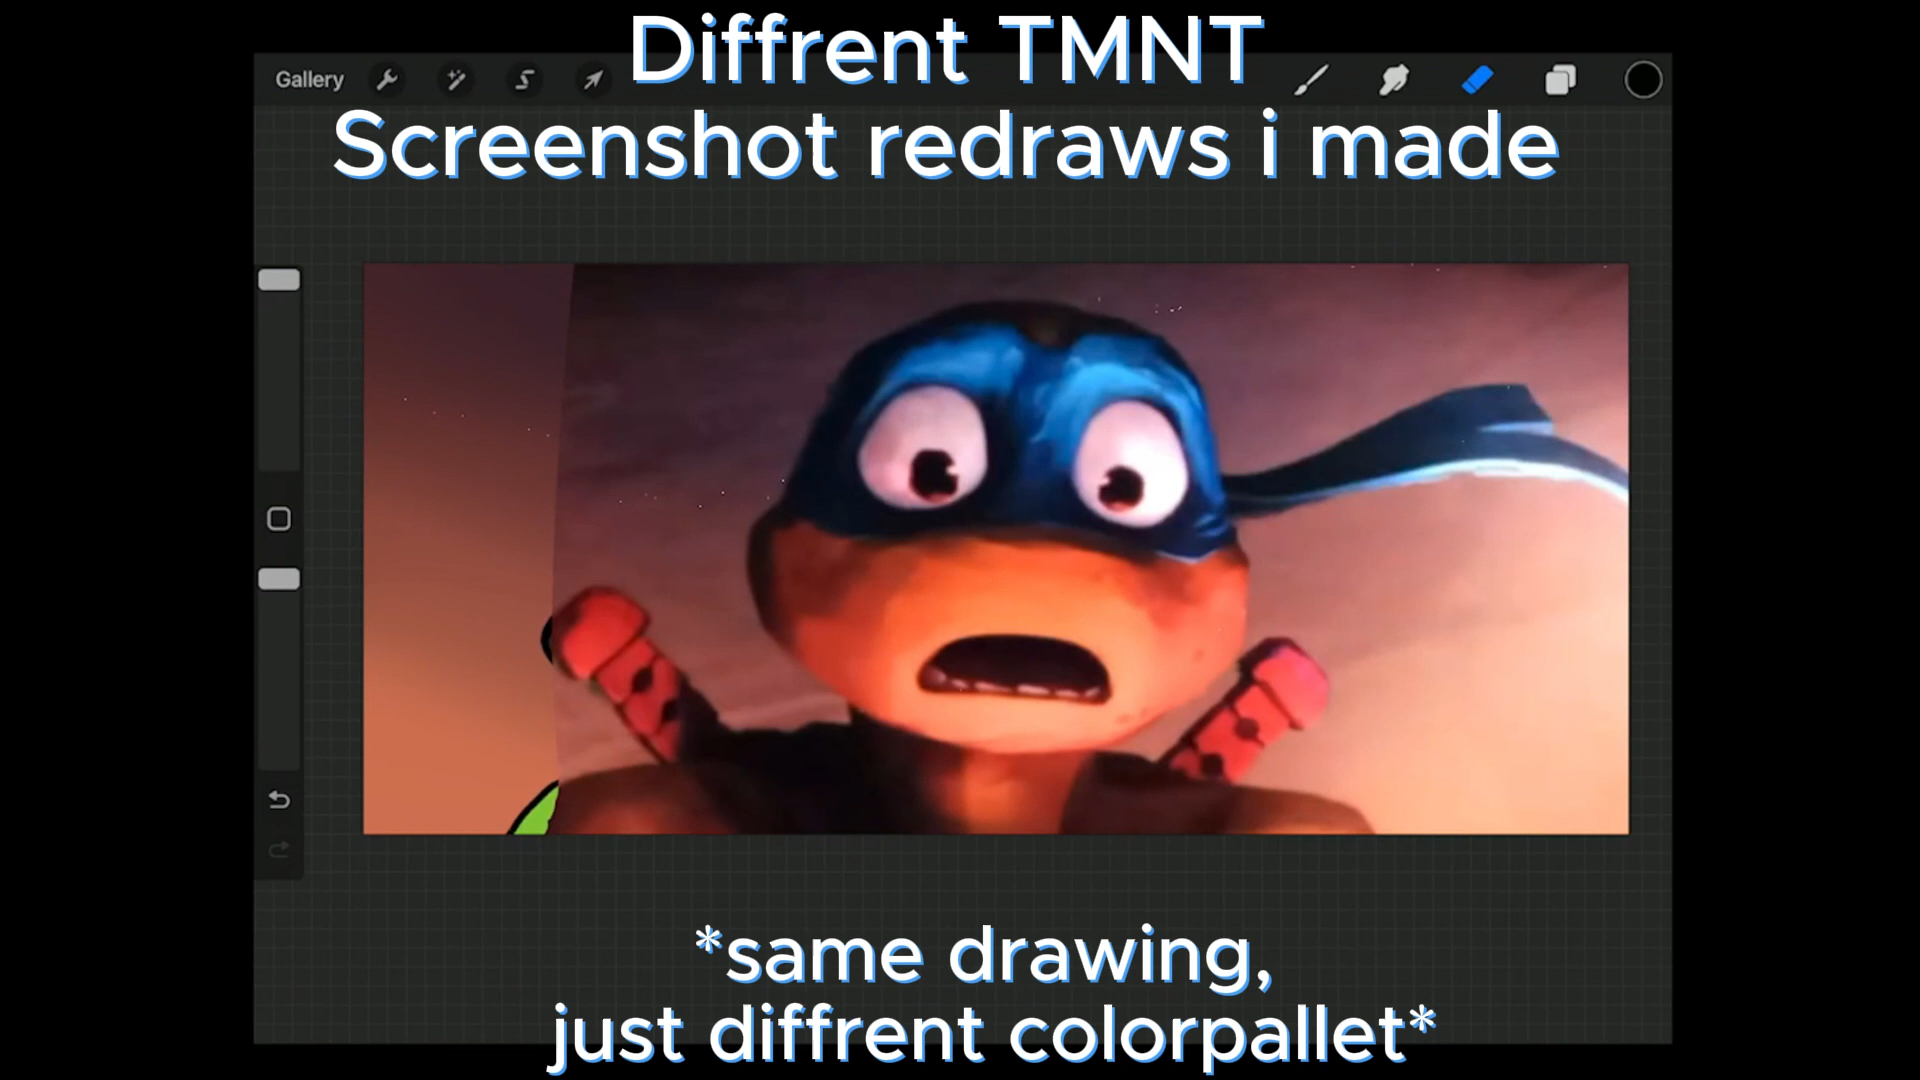 Diffrent TMNT
Gallery
Screenshot redraws i made
*same drawing,
just diffrent colorpallet*